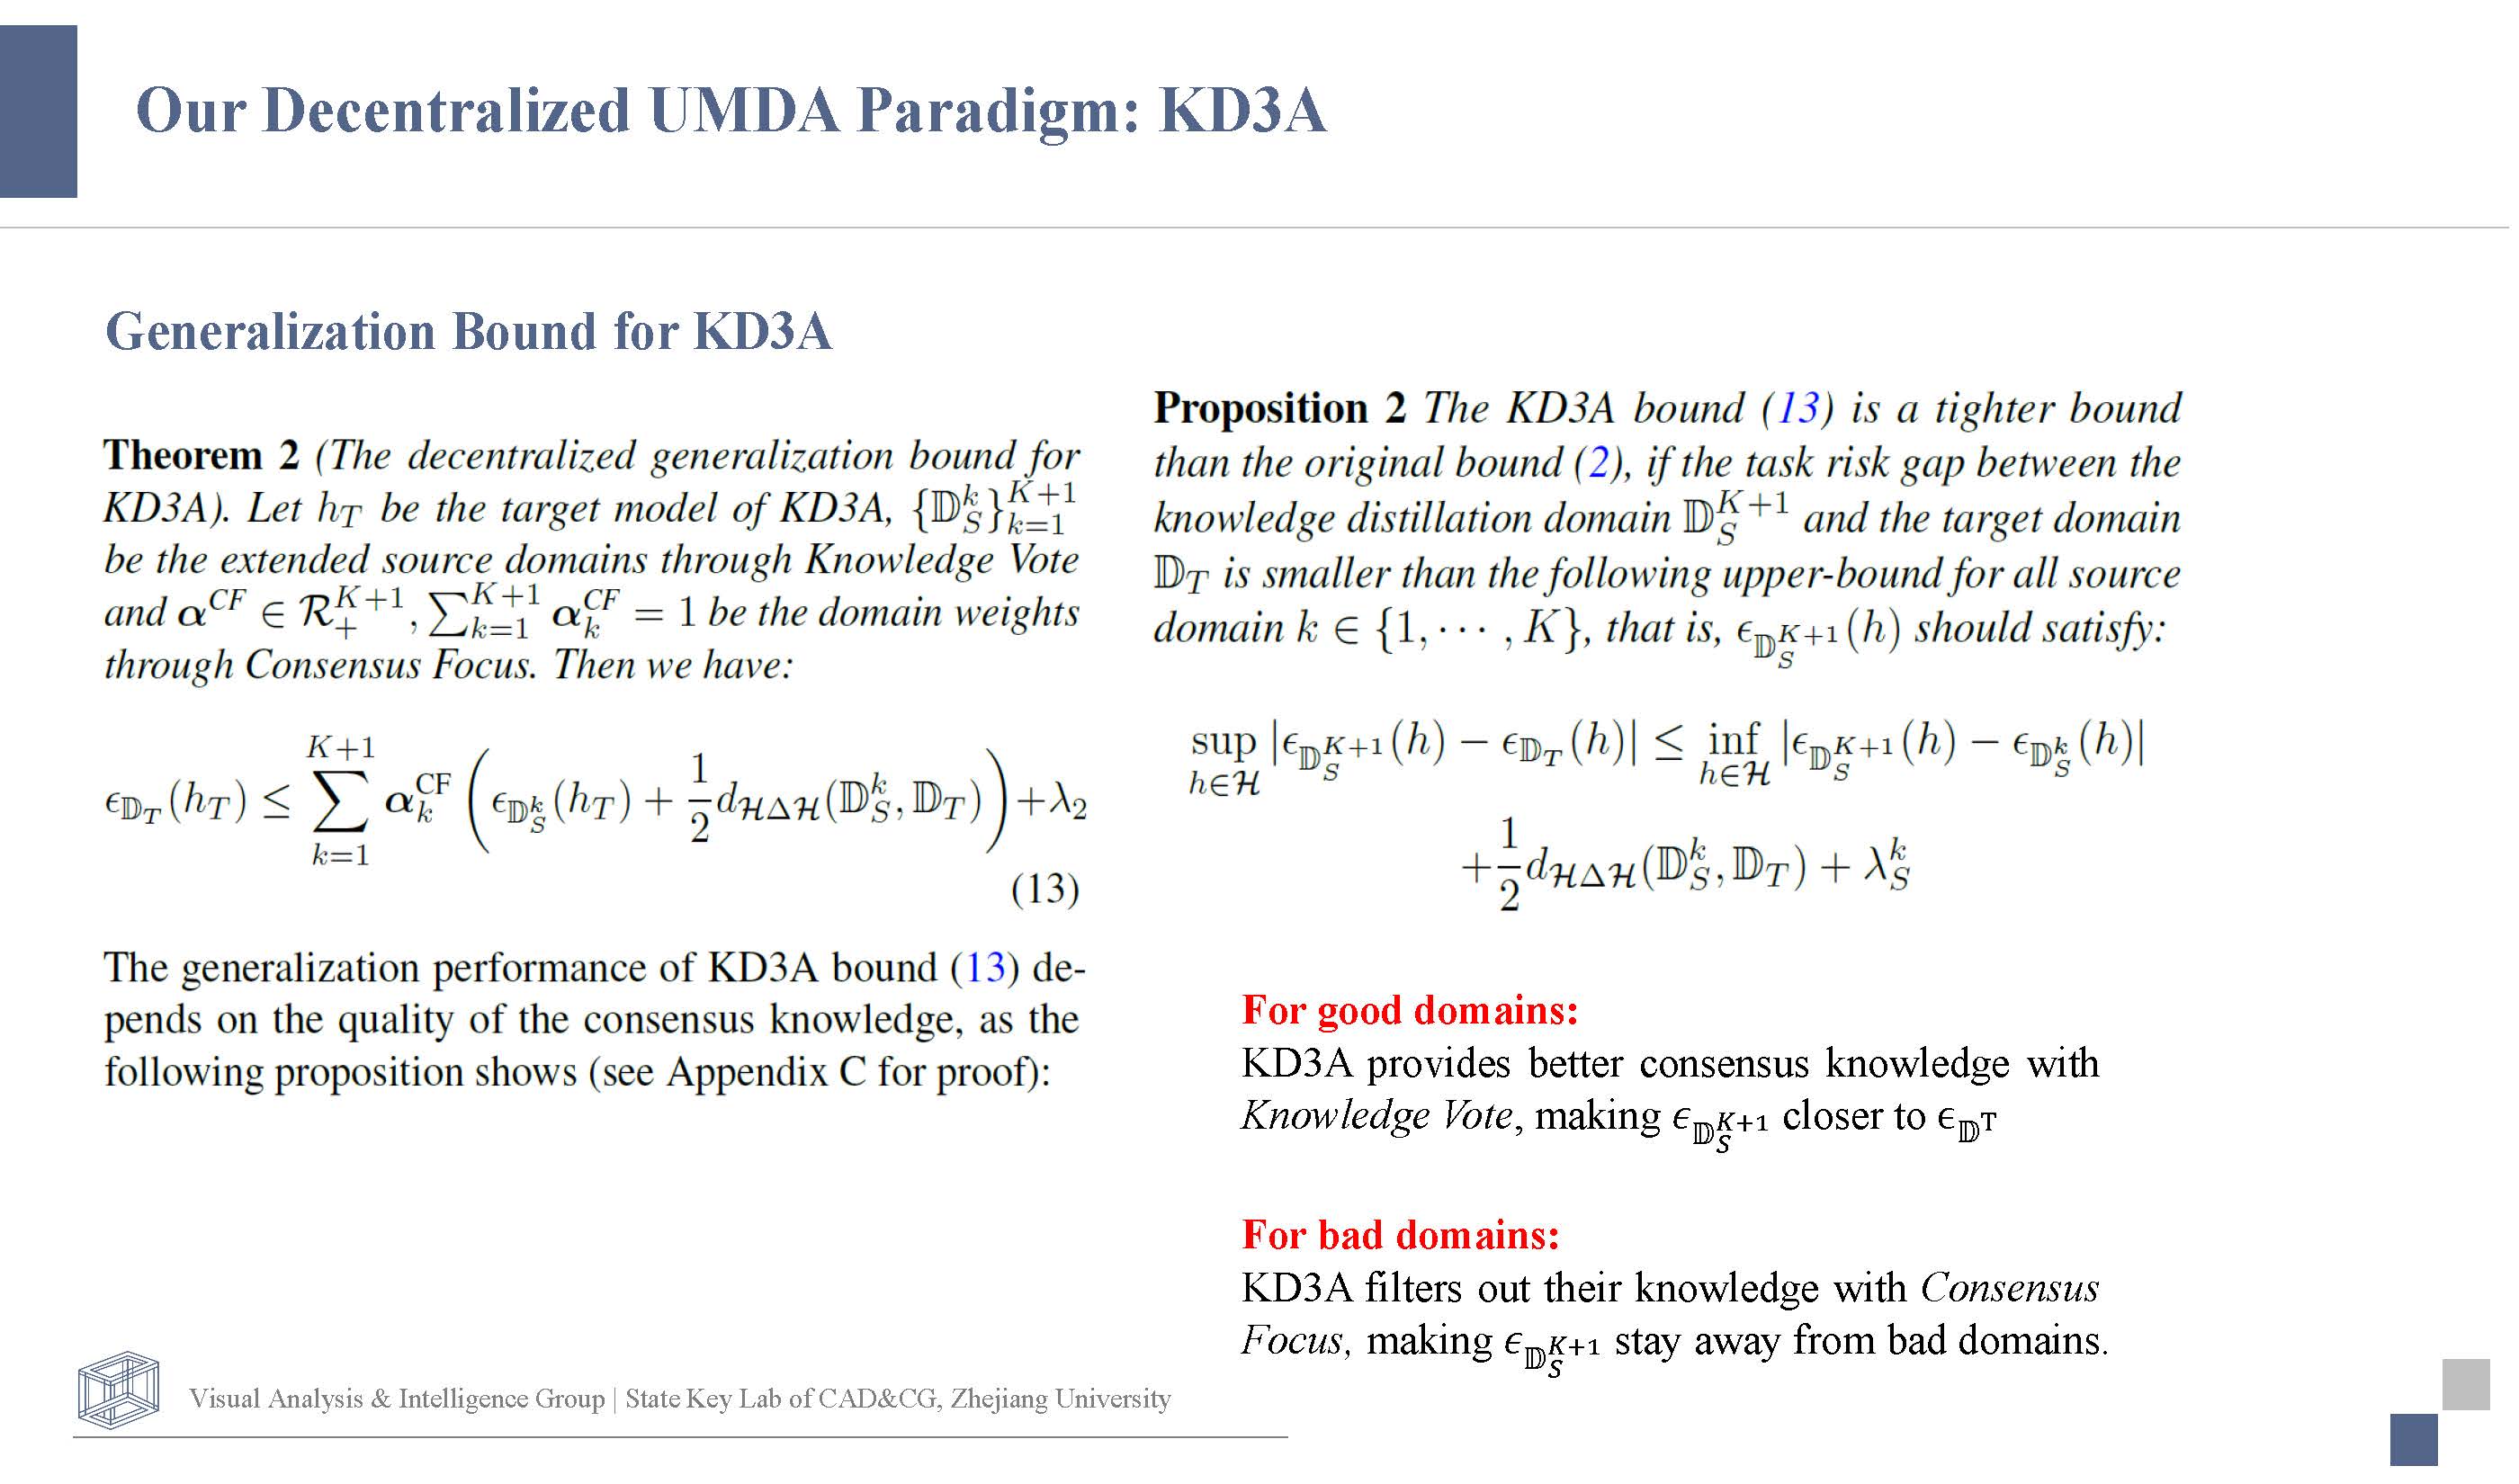 Our Decentralized UMDA Paradigm: KD3A
Generalization Bound for KD3A
Theorem 2 (The decentralized generalization bound for
KD3A). Let $h_T$ be the target model of KD3A, $\{\mathbb{D}_S^k\}_{k=1}^{K+1}$
be the extended source domains through Knowledge Vote
and $\boldsymbol{\alpha}^{CF} \in \mathcal{R}_+^{K+1}, \sum_{k=1}^{K+1} \boldsymbol{\alpha}_k^{CF} = 1$ be the domain weights
through Consensus Focus. Then we have:
$\epsilon_{\mathbb{D}_T}(h_T) \leq \sum_{k=1}^{K+1} \boldsymbol{\alpha}_k^{\text{CF}} \left( \epsilon_{\mathbb{D}_S^k}(h_T) + \frac{1}{2} d_{\mathcal{H}\Delta\mathcal{H}}(\mathbb{D}_S^k, \mathbb{D}_T) \right) + \lambda_2$
(13)
The generalization performance of KD3A bound (13) de-
pends on the quality of the consensus knowledge, as the
following proposition shows (see Appendix C for proof):
Proposition 2 The KD3A bound (13) is a tighter bound
than the original bound (2), if the task risk gap between the
knowledge distillation domain $\mathbb{D}_S^{K+1}$ and the target domain
$\mathbb{D}_T$ is smaller than the following upper-bound for all source
domain $k \in \{1, \cdots, K\}$, that is, $\epsilon_{\mathbb{D}_S^{K+1}}(h)$ should satisfy:
$\sup_{h \in \mathcal{H}} |\epsilon_{\mathbb{D}_S^{K+1}}(h) - \epsilon_{\mathbb{D}_T}(h)| \leq \inf_{h \in \mathcal{H}} |\epsilon_{\mathbb{D}_S^{K+1}}(h) - \epsilon_{\mathbb{D}_S^k}(h)|$
$+ \frac{1}{2} d_{\mathcal{H}\Delta\mathcal{H}}(\mathbb{D}_S^k, \mathbb{D}_T) + \lambda_S^k$
For good domains:
KD3A provides better consensus knowledge with
Knowledge Vote, making $\epsilon_{\mathbb{D}_S^{K+1}}$ closer to $\epsilon_{\mathbb{D}^T}$
For bad domains:
KD3A filters out their knowledge with Consensus
Focus, making $\epsilon_{\mathbb{D}_S^{K+1}}$ stay away from bad domains.
Visual Analysis & Intelligence Group | State Key Lab of CAD&CG, Zhejiang University